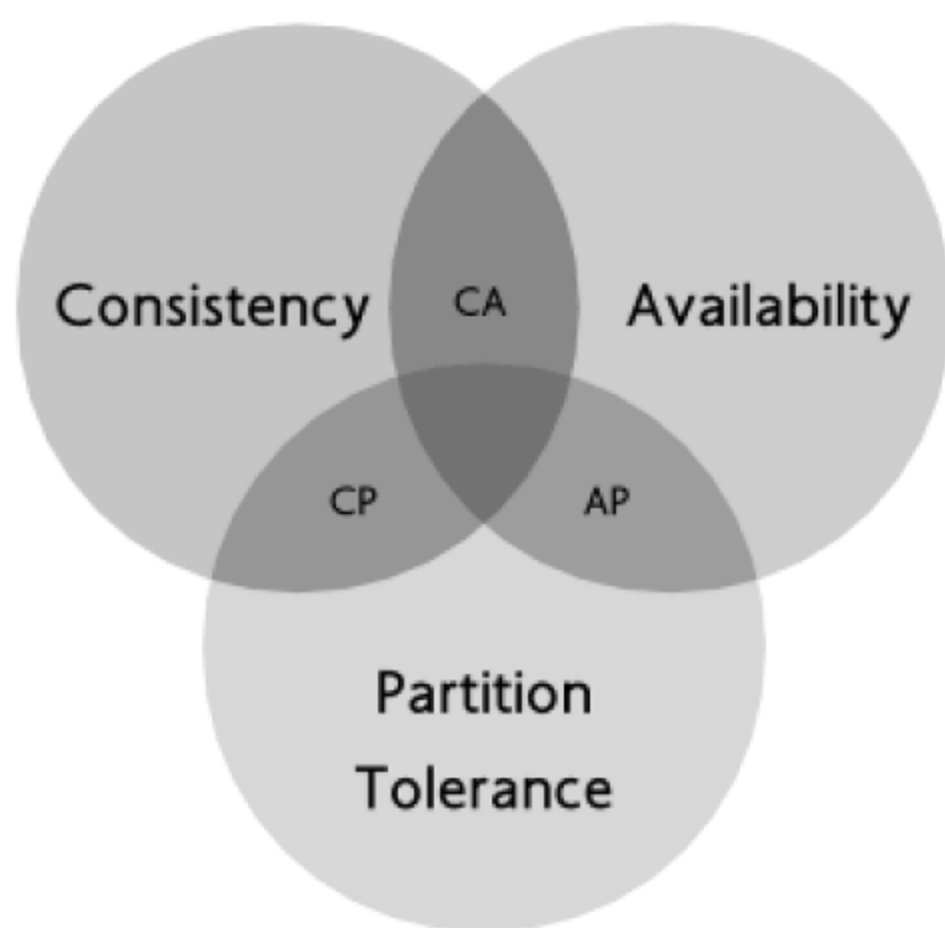 Consistency
CA
Availability
CP
AP
Partition
Tolerance